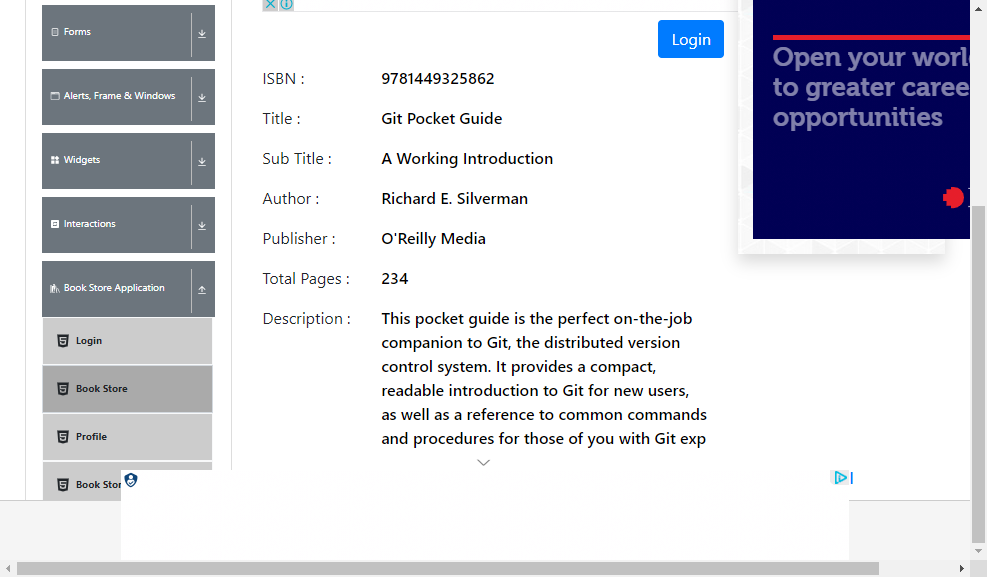 Forms
Alerts, Frame & Windows
Widgets
Interactions
Book Store Application
Login
Book Store
Profile
Book Stor
Login
ISBN : 9781449325862
Title : Git Pocket Guide
Sub Title : A Working Introduction
Author : Richard E. Silverman
Publisher : O'Reilly Media
Total Pages : 234
Description : This pocket guide is the perfect on-the-job
companion to Git, the distributed version
control system. It provides a compact,
readable introduction to Git for new users,
as well as a reference to common commands
and procedures for those of you with Git exp
Open your worl
to greater caree
opportunities